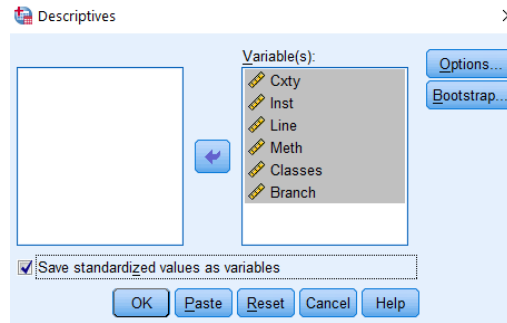 Descriptives
Variable(s):
Cxty
Inst
Line
Meth
Classes
Branch
Options...
Bootstrap...
Save standardized values as variables
OK Paste Reset Cancel Help